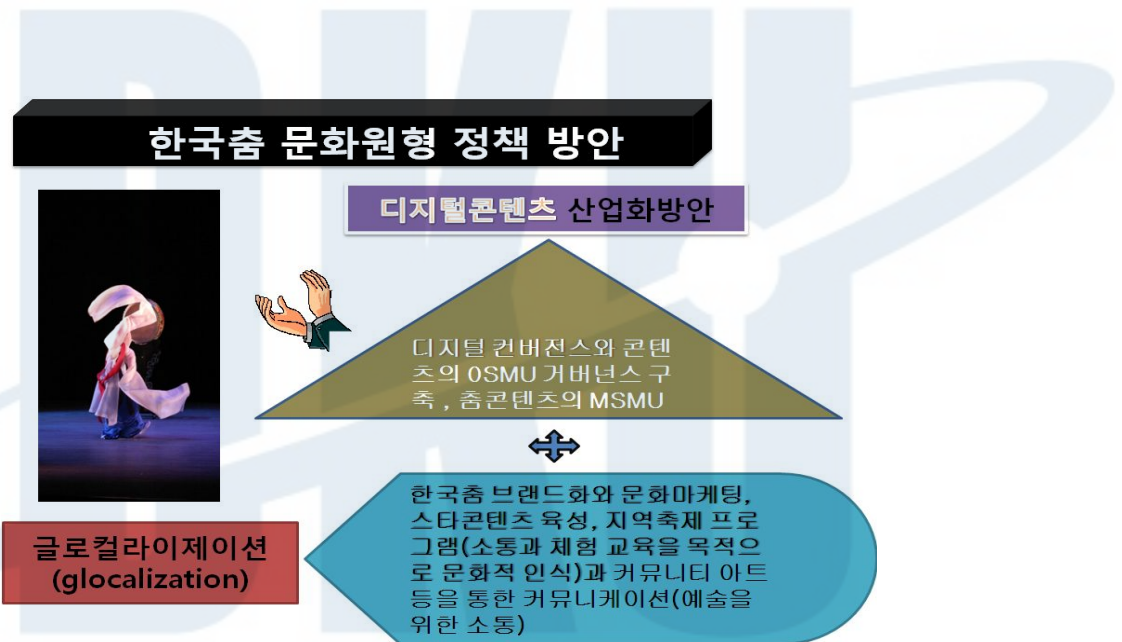 한국춤 문화원형 정책 방안
디지털콘텐츠 산업화방안
디지털 컨버전스와 콘텐
츠의 0SMU 거버넌스 구
축 , 춤콘텐츠의 MSMU
한국춤 브랜드화와 문화마케팅,
스타콘텐츠 육성, 지역축제 프로
그램(소통과 체험 교육을 목적으
로 문화적 인식)과 커뮤니티 아트
등을 통한 커뮤니케이션(예술을
위한 소통)
글로컬라이제이션
(glocalization)
DKU